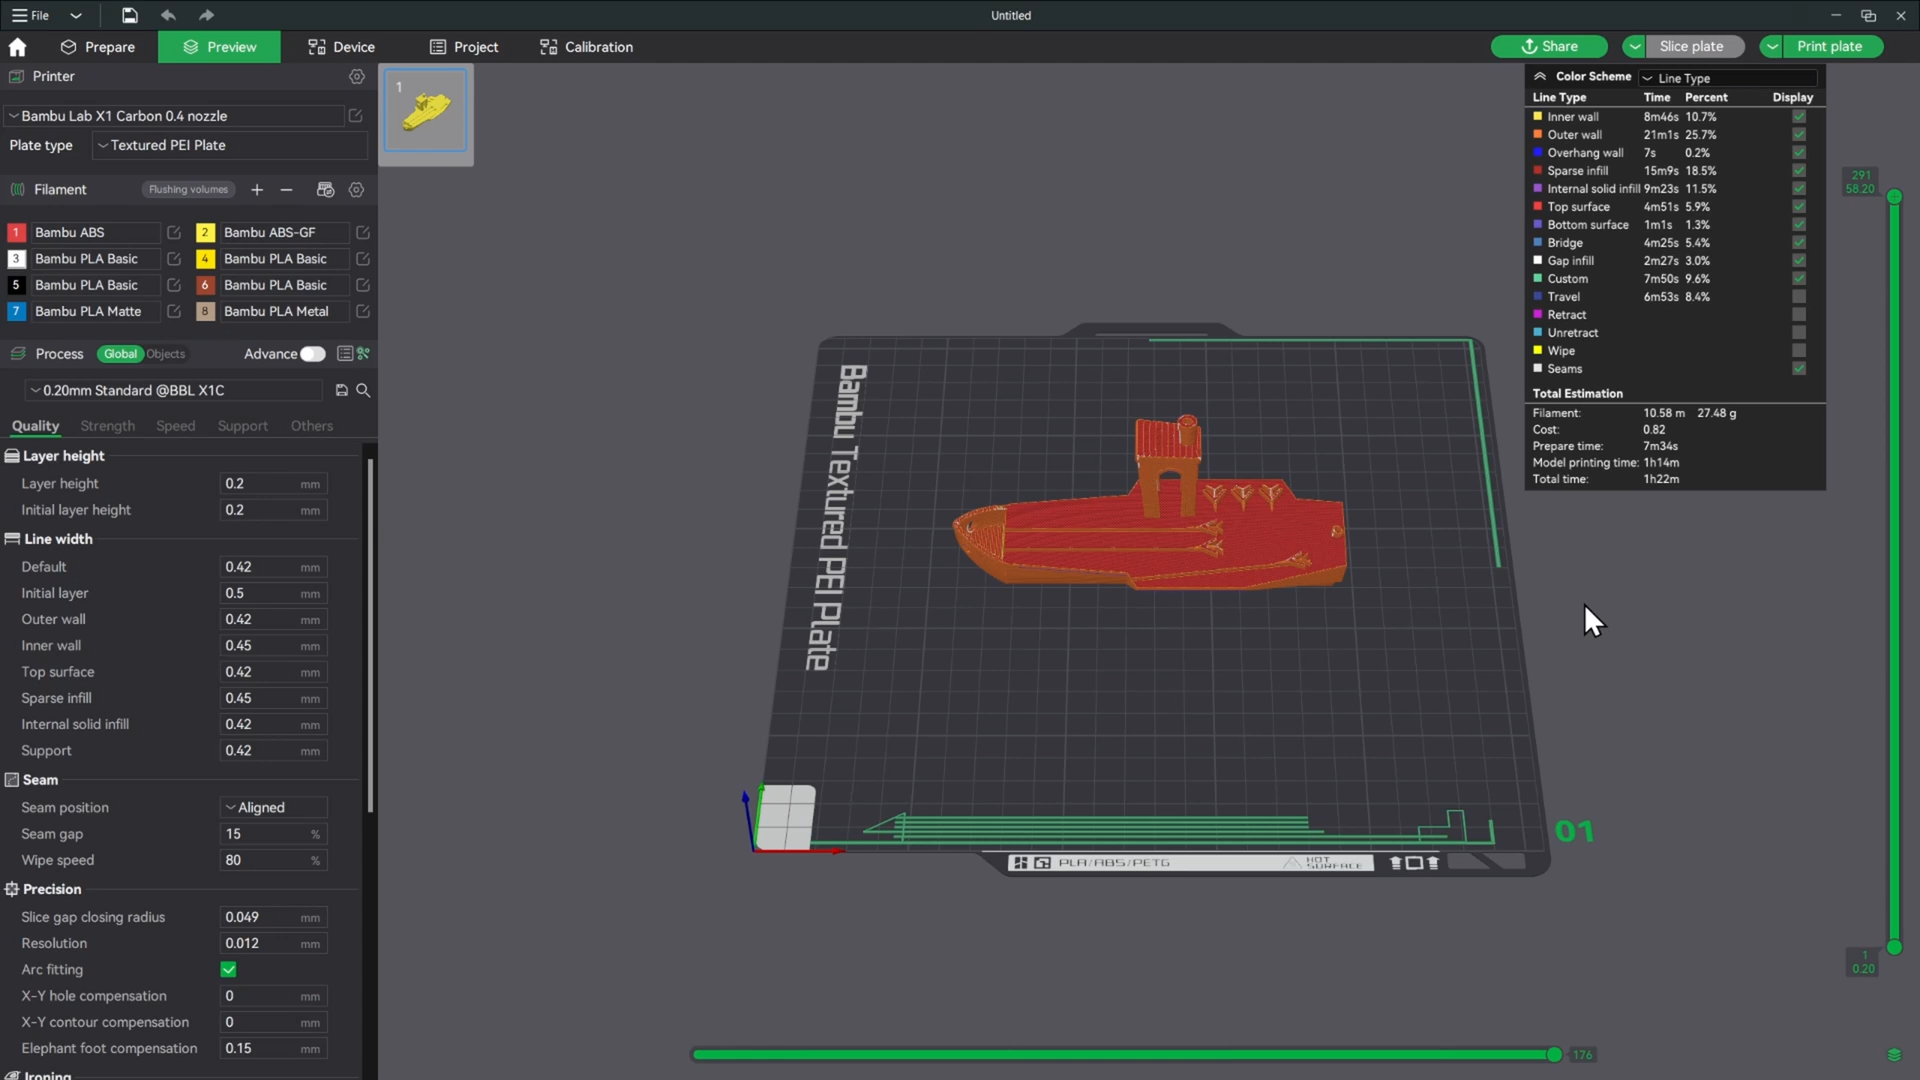 File
Untitled
Prepare
Preview
Device
Project
Calibration
Share
Slice plate
Print plate
Printer
Bambu Lab X1 Carbon 0.4 nozzle
Plate type
Textured PEI Plate
Filament
Flushing volumes
1 Bambu ABS
2 Bambu ABS-GF
3 Bambu PLA Basic
4 Bambu PLA Basic
5 Bambu PLA Basic
6 Bambu PLA Basic
7 Bambu PLA Matte
8 Bambu PLA Metal
Process Global Objects Advance
0.20mm Standard @BBL X1C
Quality Strength Speed Support Others
Layer height
Layer height 0.2 mm
Initial layer height 0.2 mm
Line width
Default 0.42 mm
Initial layer 0.5 mm
Outer wall 0.42 mm
Inner wall 0.45 mm
Top surface 0.42 mm
Sparse infill 0.45 mm
Internal solid infill 0.42 mm
Support 0.42 mm
Seam
Seam position Aligned
Seam gap 15 %
Wipe speed 80 %
Precision
Slice gap closing radius 0.049 mm
Resolution 0.012 mm
Arc fitting
X-Y hole compensation 0 mm
X-Y contour compensation 0 mm
Elephant foot compensation 0.15 mm
Ironing
1
Bambu Textured PEI Plate
PLA/ABS/PETG
HOT
SURFACE
01
176
Color Scheme Line Type
Line Type Time Percent Display
Inner wall 8m46s 10.7%
Outer wall 21m1s 25.7%
Overhang wall 7s 0.2%
Sparse infill 15m9s 18.5%
Internal solid infill 9m23s 11.5%
Top surface 4m51s 5.9%
Bottom surface 1m1s 1.3%
Bridge 4m25s 5.4%
Gap infill 2m27s 3.0%
Custom 7m50s 9.6%
Travel 6m53s 8.4%
Retract
Unretract
Wipe
Seams
Total Estimation
Filament: 10.58 m 27.48 g
Cost: 0.82
Prepare time: 7m34s
Model printing time: 1h14m
Total time: 1h22m
291
58.20
1
0.20